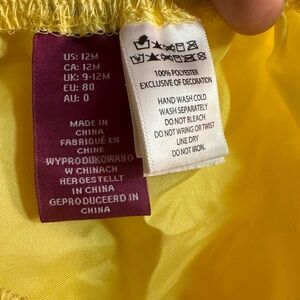 US: 12M
CA: 12M
UK: 9-12M
EU: 80
AU: 0
MADE IN
CHINA
FABRIQUÉ EN
CHINE
WYPRODUKOWANO
W CHINACH
HERGESTELLT
IN CHINA
GEPRODUCEERD IN
CHINA
100% POLYESTER
EXCLUSIVE OF DECORATION
HAND WASH COLD
WASH SEPARATELY
DO NOT BLEACH
DO NOT WRING OR TWIST
LINE DRY
DO NOT IRON.